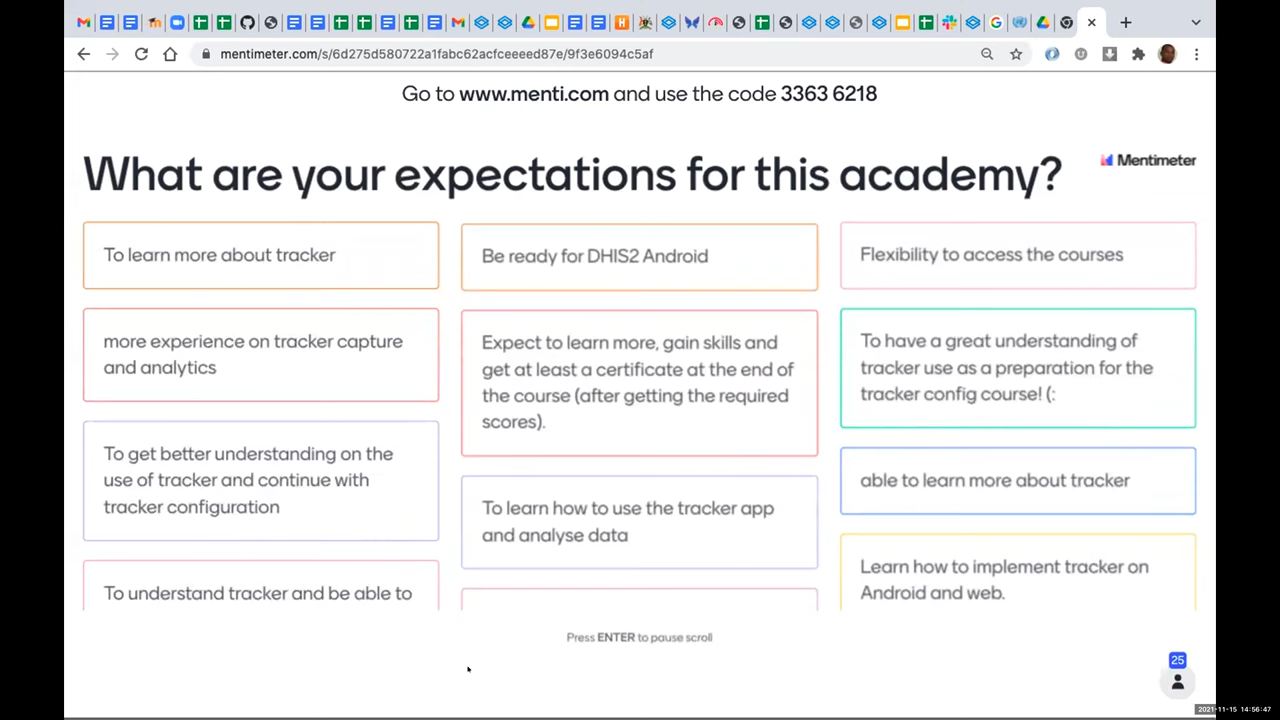 mentimeter.com/s/6d275d580722a1fabc62acfceeeed87e/9f3e6094c5af
Go to www.menti.com and use the code 3363 6218
What are your expectations for this academy?
Mentimeter
To learn more about tracker
more experience on tracker capture
and analytics
To get better understanding on the
use of tracker and continue with
tracker configuration
To understand tracker and be able to
Be ready for DHIS2 Android
Expect to learn more, gain skills and
get at least a certificate at the end of
the course (after getting the required
scores).
To learn how to use the tracker app
and analyse data
Flexibility to access the courses
To have a great understanding of
tracker use as a preparation for the
tracker config course! (:
able to learn more about tracker
Learn how to implement tracker on
Android and web.
Press ENTER to pause scroll
25
2021-11-15 14:56:47